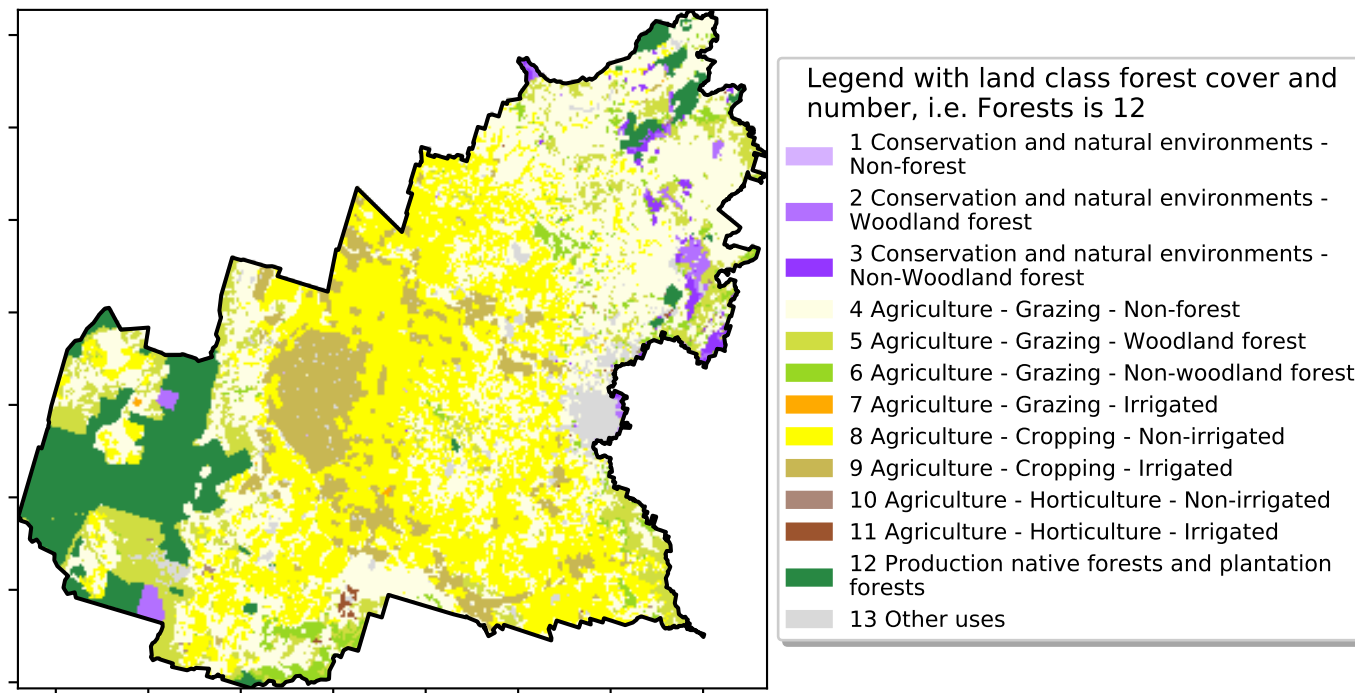 Legend with land class forest cover and
number, i.e. Forests is 12
1 Conservation and natural environments -
Non-forest
2 Conservation and natural environments -
Woodland forest
3 Conservation and natural environments -
Non-Woodland forest
4 Agriculture - Grazing - Non-forest
5 Agriculture - Grazing - Woodland forest
6 Agriculture - Grazing - Non-woodland forest
7 Agriculture - Grazing - Irrigated
8 Agriculture - Cropping - Non-irrigated
9 Agriculture - Cropping - Irrigated
10 Agriculture - Horticulture - Non-irrigated
11 Agriculture - Horticulture - Irrigated
12 Production native forests and plantation
forests
13 Other uses